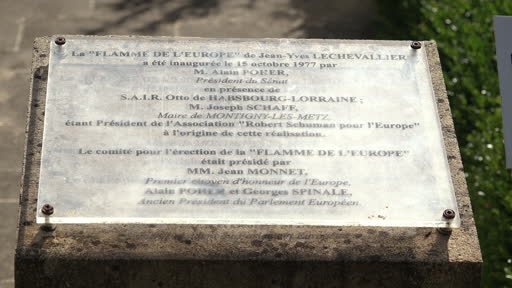 La "FLAMME DE L'EUROPE" de Jean-Yves LECHEVALLIER
a été inaugurée le 15 octobre 1977 par
M. Alain POHER,
Président du Sénat
en présence de
S.A.I.R. Otto de HABSBOURG-LORRAINE ;
M. Joseph SCHAFF,
Maire de MONTIGNY-LES-METZ,
étant Président de l'Association "Robert Schuman pour l'Europe"
à l'origine de cette réalisation.
Le comité pour l'érection de la "FLAMME DE L'EUROPE"
était présidé par
MM. Jean MONNET,
Premier citoyen d'honneur de l'Europe,
Alain POHER et Georges SPINALE,
Ancien Président du Parlement Européen.